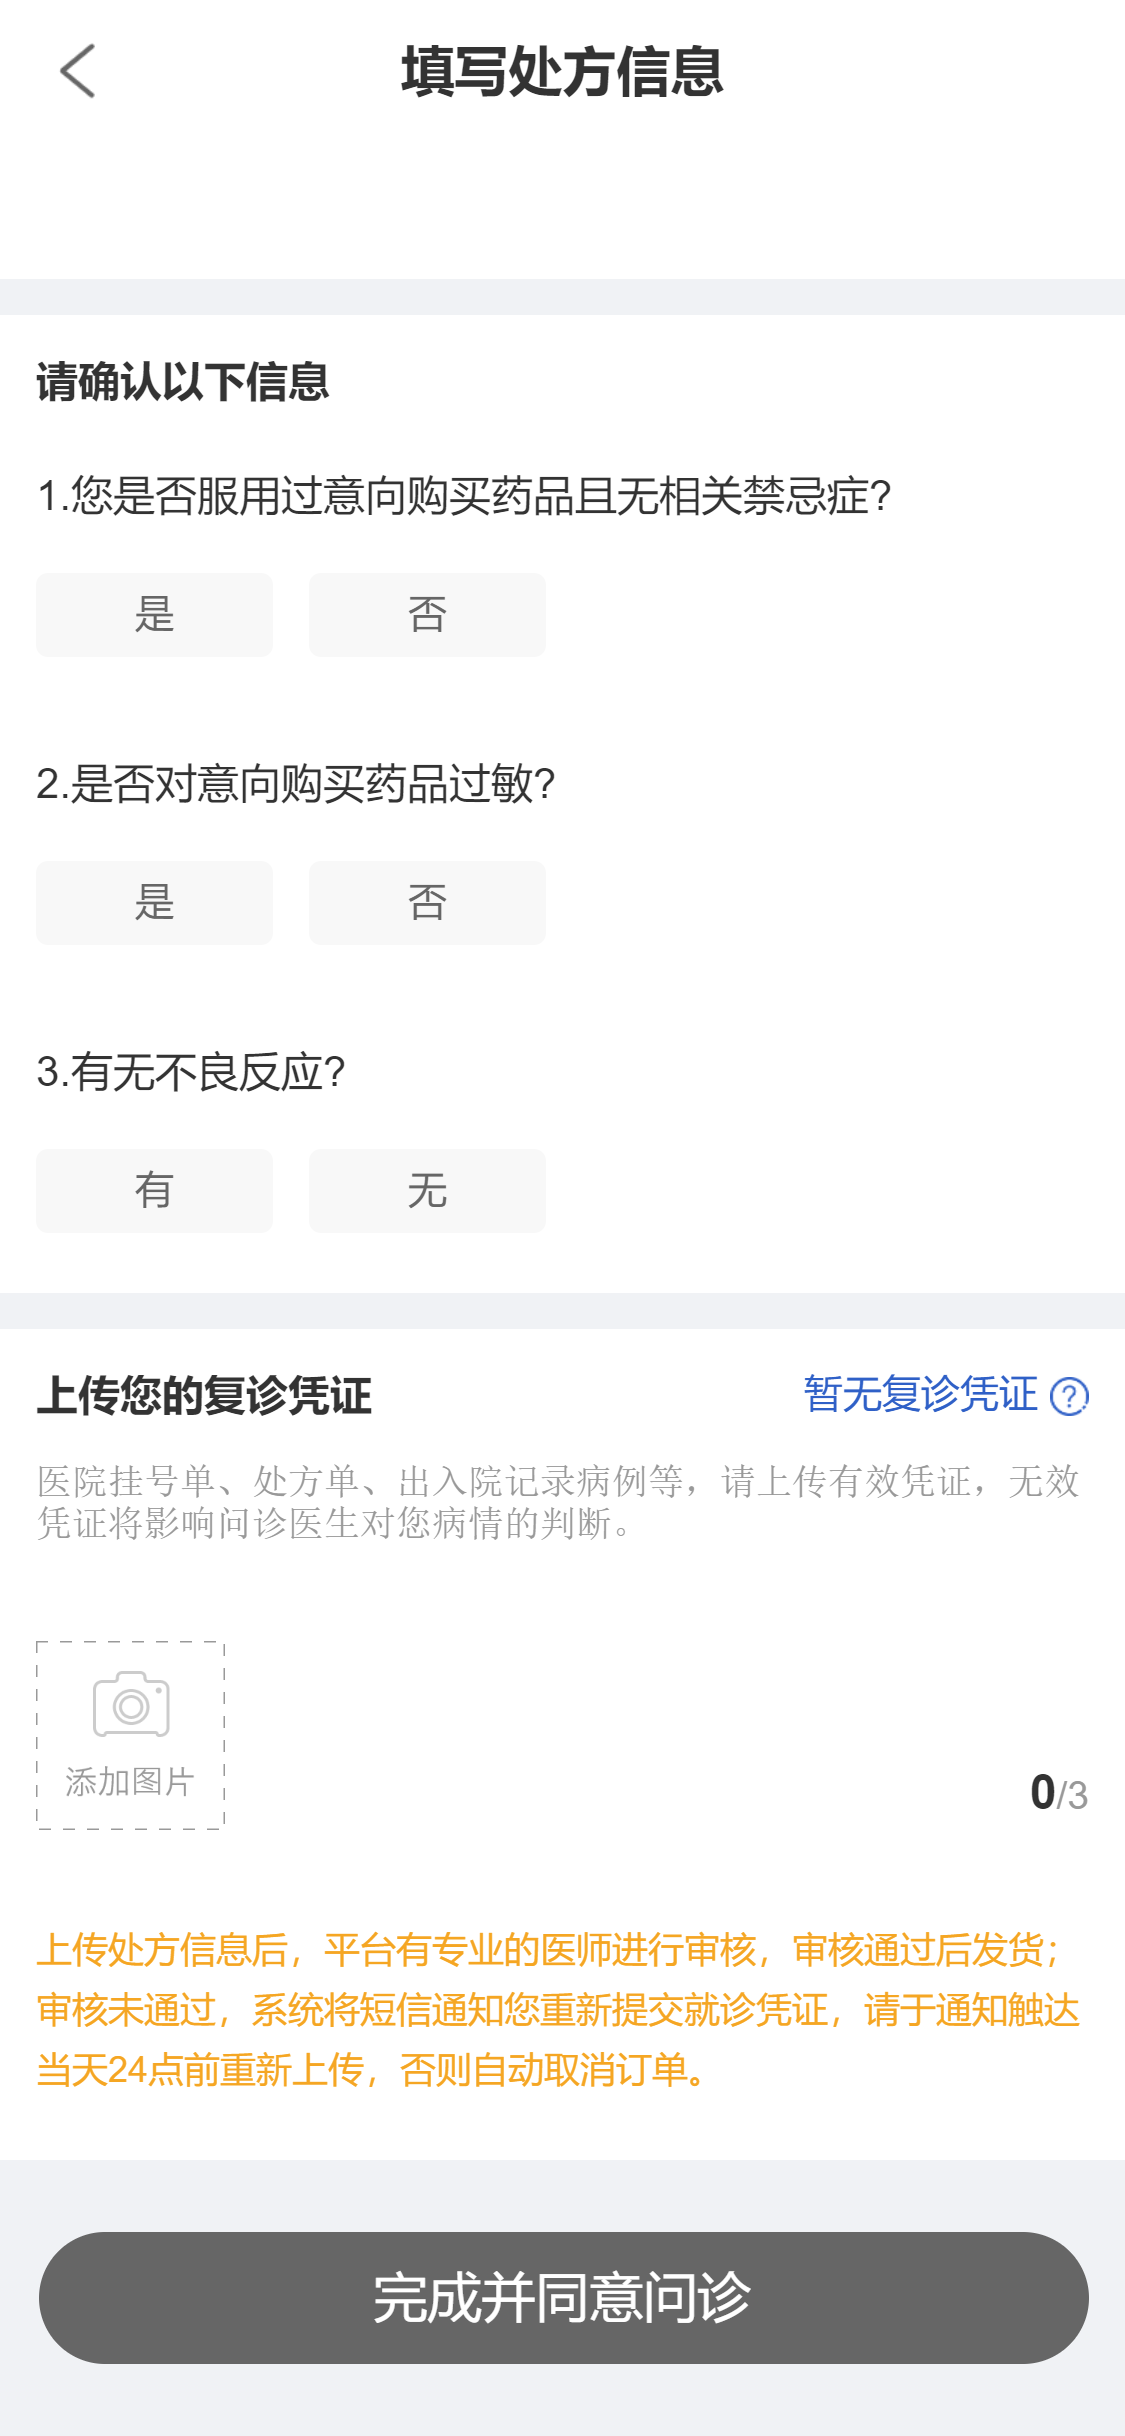 填写处方信息
请确认以下信息
1.您是否服用过意向购买药品且无相关禁忌症?
是 否
2.是否对意向购买药品过敏?
是 否
3.有无不良反应?
有 无
上传您的复诊凭证 暂无复诊凭证 ?
医院挂号单、处方单、出入院记录病例等，请上传有效凭证，无效
凭证将影响问诊医生对您病情的判断。
添加图片
0/3
上传处方信息后，平台有专业的医师进行审核，审核通过后发货；
审核未通过，系统将短信通知您重新提交就诊凭证，请于通知触达
当天24点前重新上传，否则自动取消订单。
完成并同意问诊